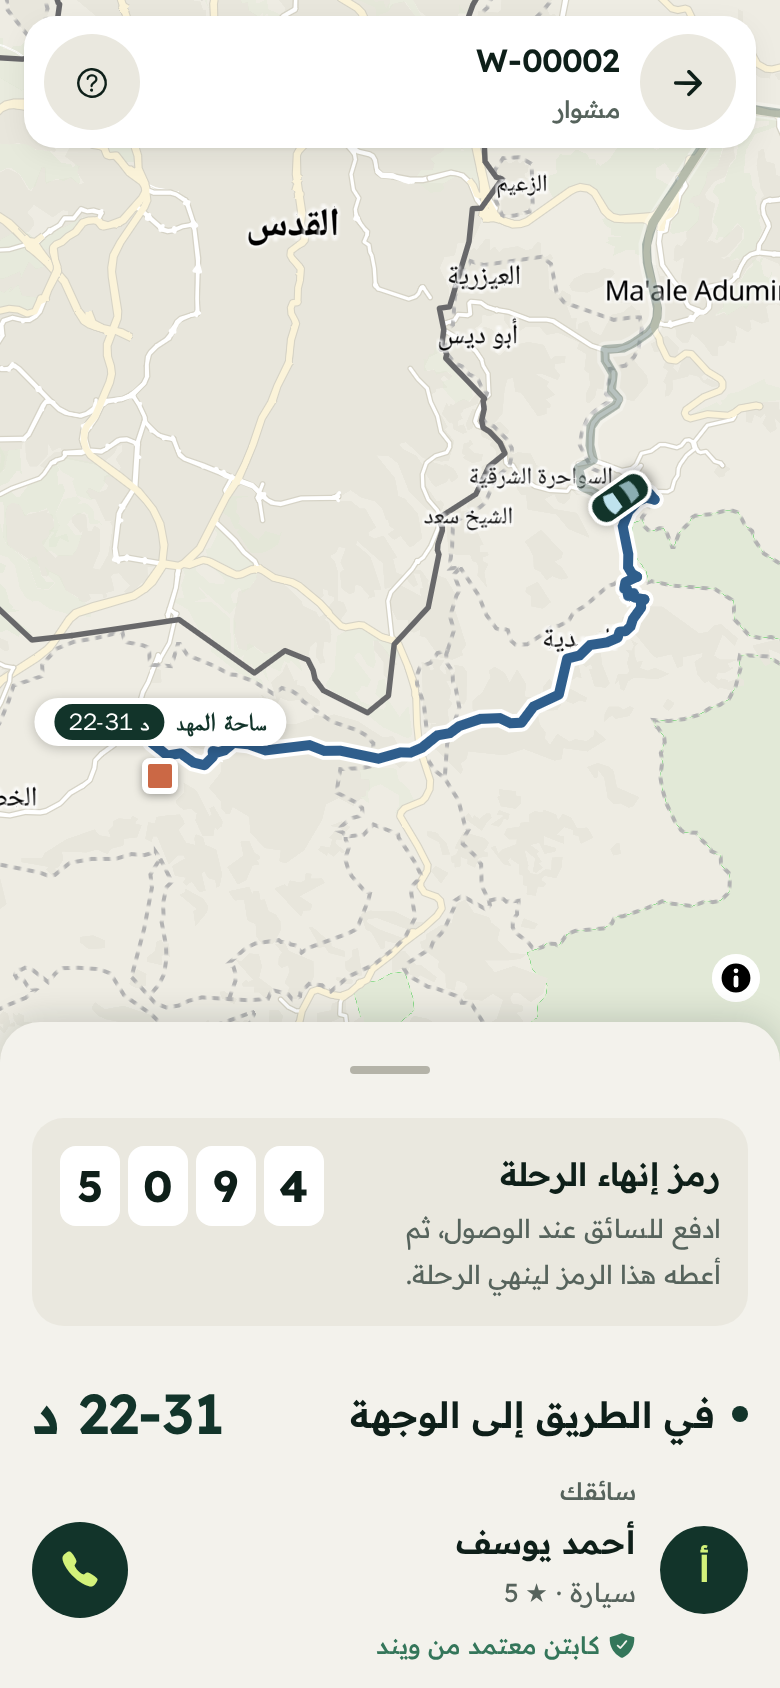 W-00002
مشوار
الزعيم
القدس
العيزرية
Ma'ale Adumi
أبو ديس
السواحرة الشرقية
الشيخ سعد
ساحة المهد
22-31 د
رمز إنهاء الرحلة
5 0 9 4
ادفع للسائق عند الوصول، ثم
أعطه هذا الرمز لينهي الرحلة.
في الطريق إلى الوجهة
22-31 د
سائقك
أ
أحمد يوسف
سيارة · ★ 5
كابتن معتمد من ويند